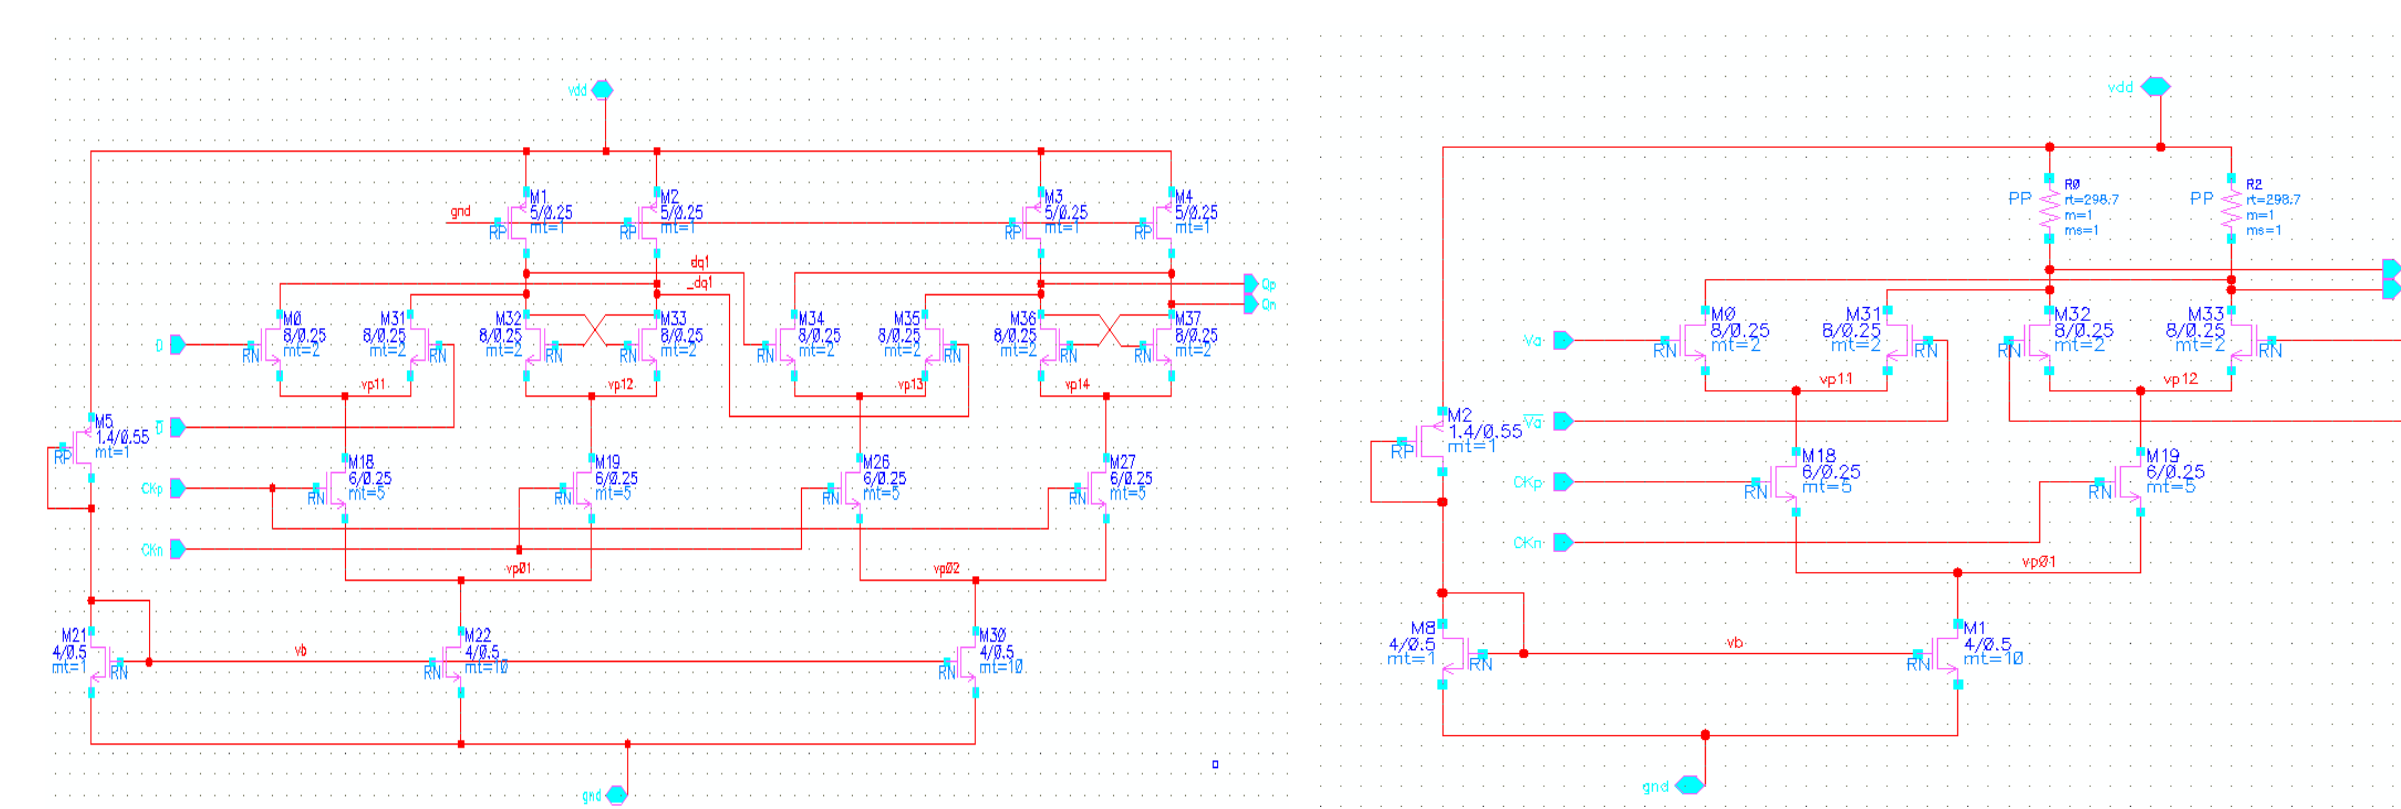 vdd
M1
5/0.25
mt=1
RP
M2
5/0.25
mt=1
RP
M3
5/0.25
mt=1
RP
M4
5/0.25
mt=1
RP
gnd
dq1
_dq1
Qp
Qn
D
M0
8/0.25
mt=2
RN
M31
8/0.25
mt=2
RN
M32
8/0.25
mt=2
RN
M33
8/0.25
mt=2
RN
M34
8/0.25
mt=2
RN
M35
8/0.25
mt=2
RN
M36
8/0.25
mt=2
RN
M37
8/0.25
mt=2
RN
vp11
vp12
vp13
vp14
M5
1.4/0.55
mt=1
RP
D
CKp
M18
6/0.25
mt=5
RN
M19
6/0.25
mt=5
RN
M26
6/0.25
mt=5
RN
M27
6/0.25
mt=5
RN
CKn
vp01
vp02
M21
4/0.5
mt=1
RN
vb
M22
4/0.5
mt=10
RN
M30
4/0.5
mt=10
RN
gnd
vdd
PP
R0
rt=298.7
m=1
ms=1
PP
R2
rt=298.7
m=1
ms=1
Va
M0
8/0.25
mt=2
RN
M31
8/0.25
mt=2
RN
M32
8/0.25
mt=2
RN
M33
8/0.25
mt=2
RN
vp11
vp12
M2
1.4/0.55
mt=1
RP
Va
CKp
M18
6/0.25
mt=5
RN
M19
6/0.25
mt=5
RN
CKn
vp01
M8
4/0.5
mt=1
RN
vb
M1
4/0.5
mt=10
RN
gnd